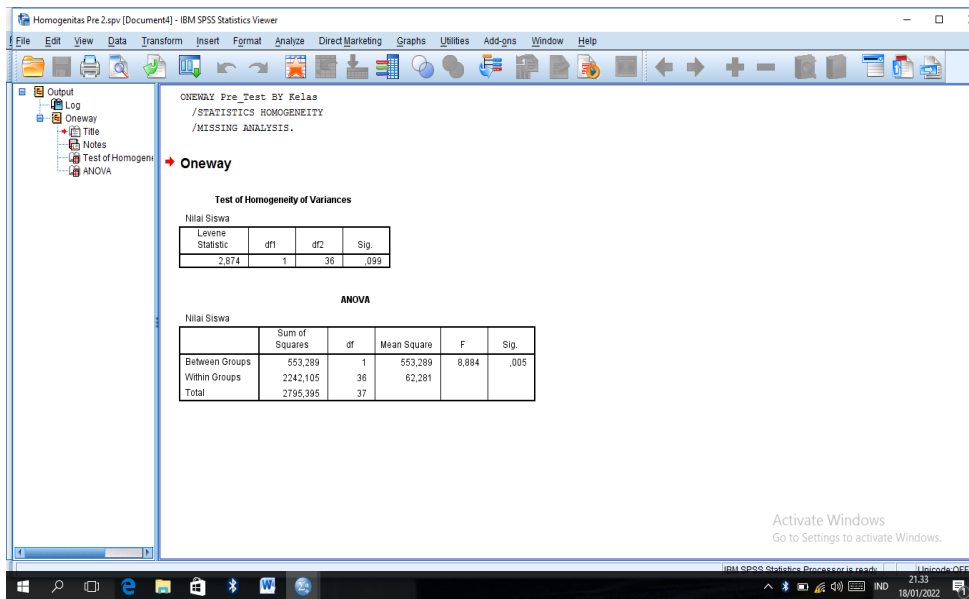 Homogenitas Pre 2.spv [Document4] - IBM SPSS Statistics Viewer
File Edit View Data Transform Insert Format Analyze Direct Marketing Graphs Utilities Add-ons Window Help
Output
Log
Oneway
Title
Notes
Test of Homogene
ANOVA
ONEWAY Pre_Test BY Kelas
/STATISTICS HOMOGENEITY
/MISSING ANALYSIS.
Oneway
Test of Homogeneity of Variances
Nilai Siswa
Levene Statistic df1 df2 Sig.
2,874 1 36 ,099
ANOVA
Nilai Siswa
Sum of Squares df Mean Square F Sig.
Between Groups 553,289 1 553,289 8,884 ,005
Within Groups 2242,105 36 62,281
Total 2795,395 37
Activate Windows
Go to Settings to activate Windows.
IBM SPSS Statistics Processor is ready Unicode:OFF
IND 21.33
18/01/2022